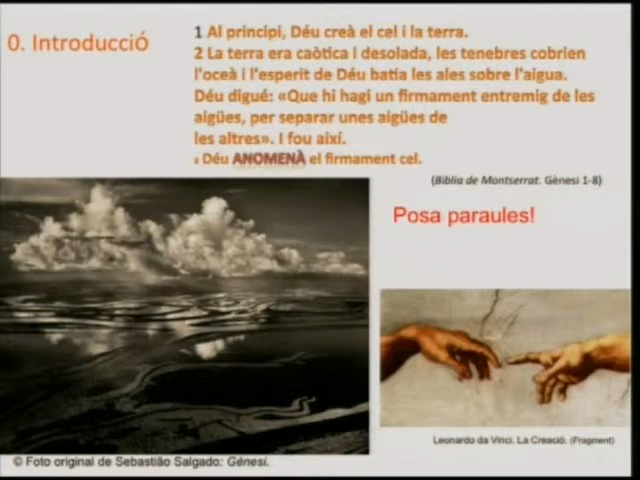 0. Introducció
1 Al principi, Déu creà el cel i la terra.
2 La terra era caòtica i desolada, les tenebres cobrien
l'oceà i l'esperit de Déu batia les ales sobre l'aigua.
Déu digué: «Que hi hagi un firmament entremig de les
aigües, per separar unes aigües de
les altres». I fou així.
8 Déu ANOMENÀ el firmament cel.
(Biblia de Montserrat. Gènesi 1-8)
Posa paraules!
Leonardo da Vinci. La Creació. (Fragment)
© Foto original de Sebastião Salgado: Gènesi.